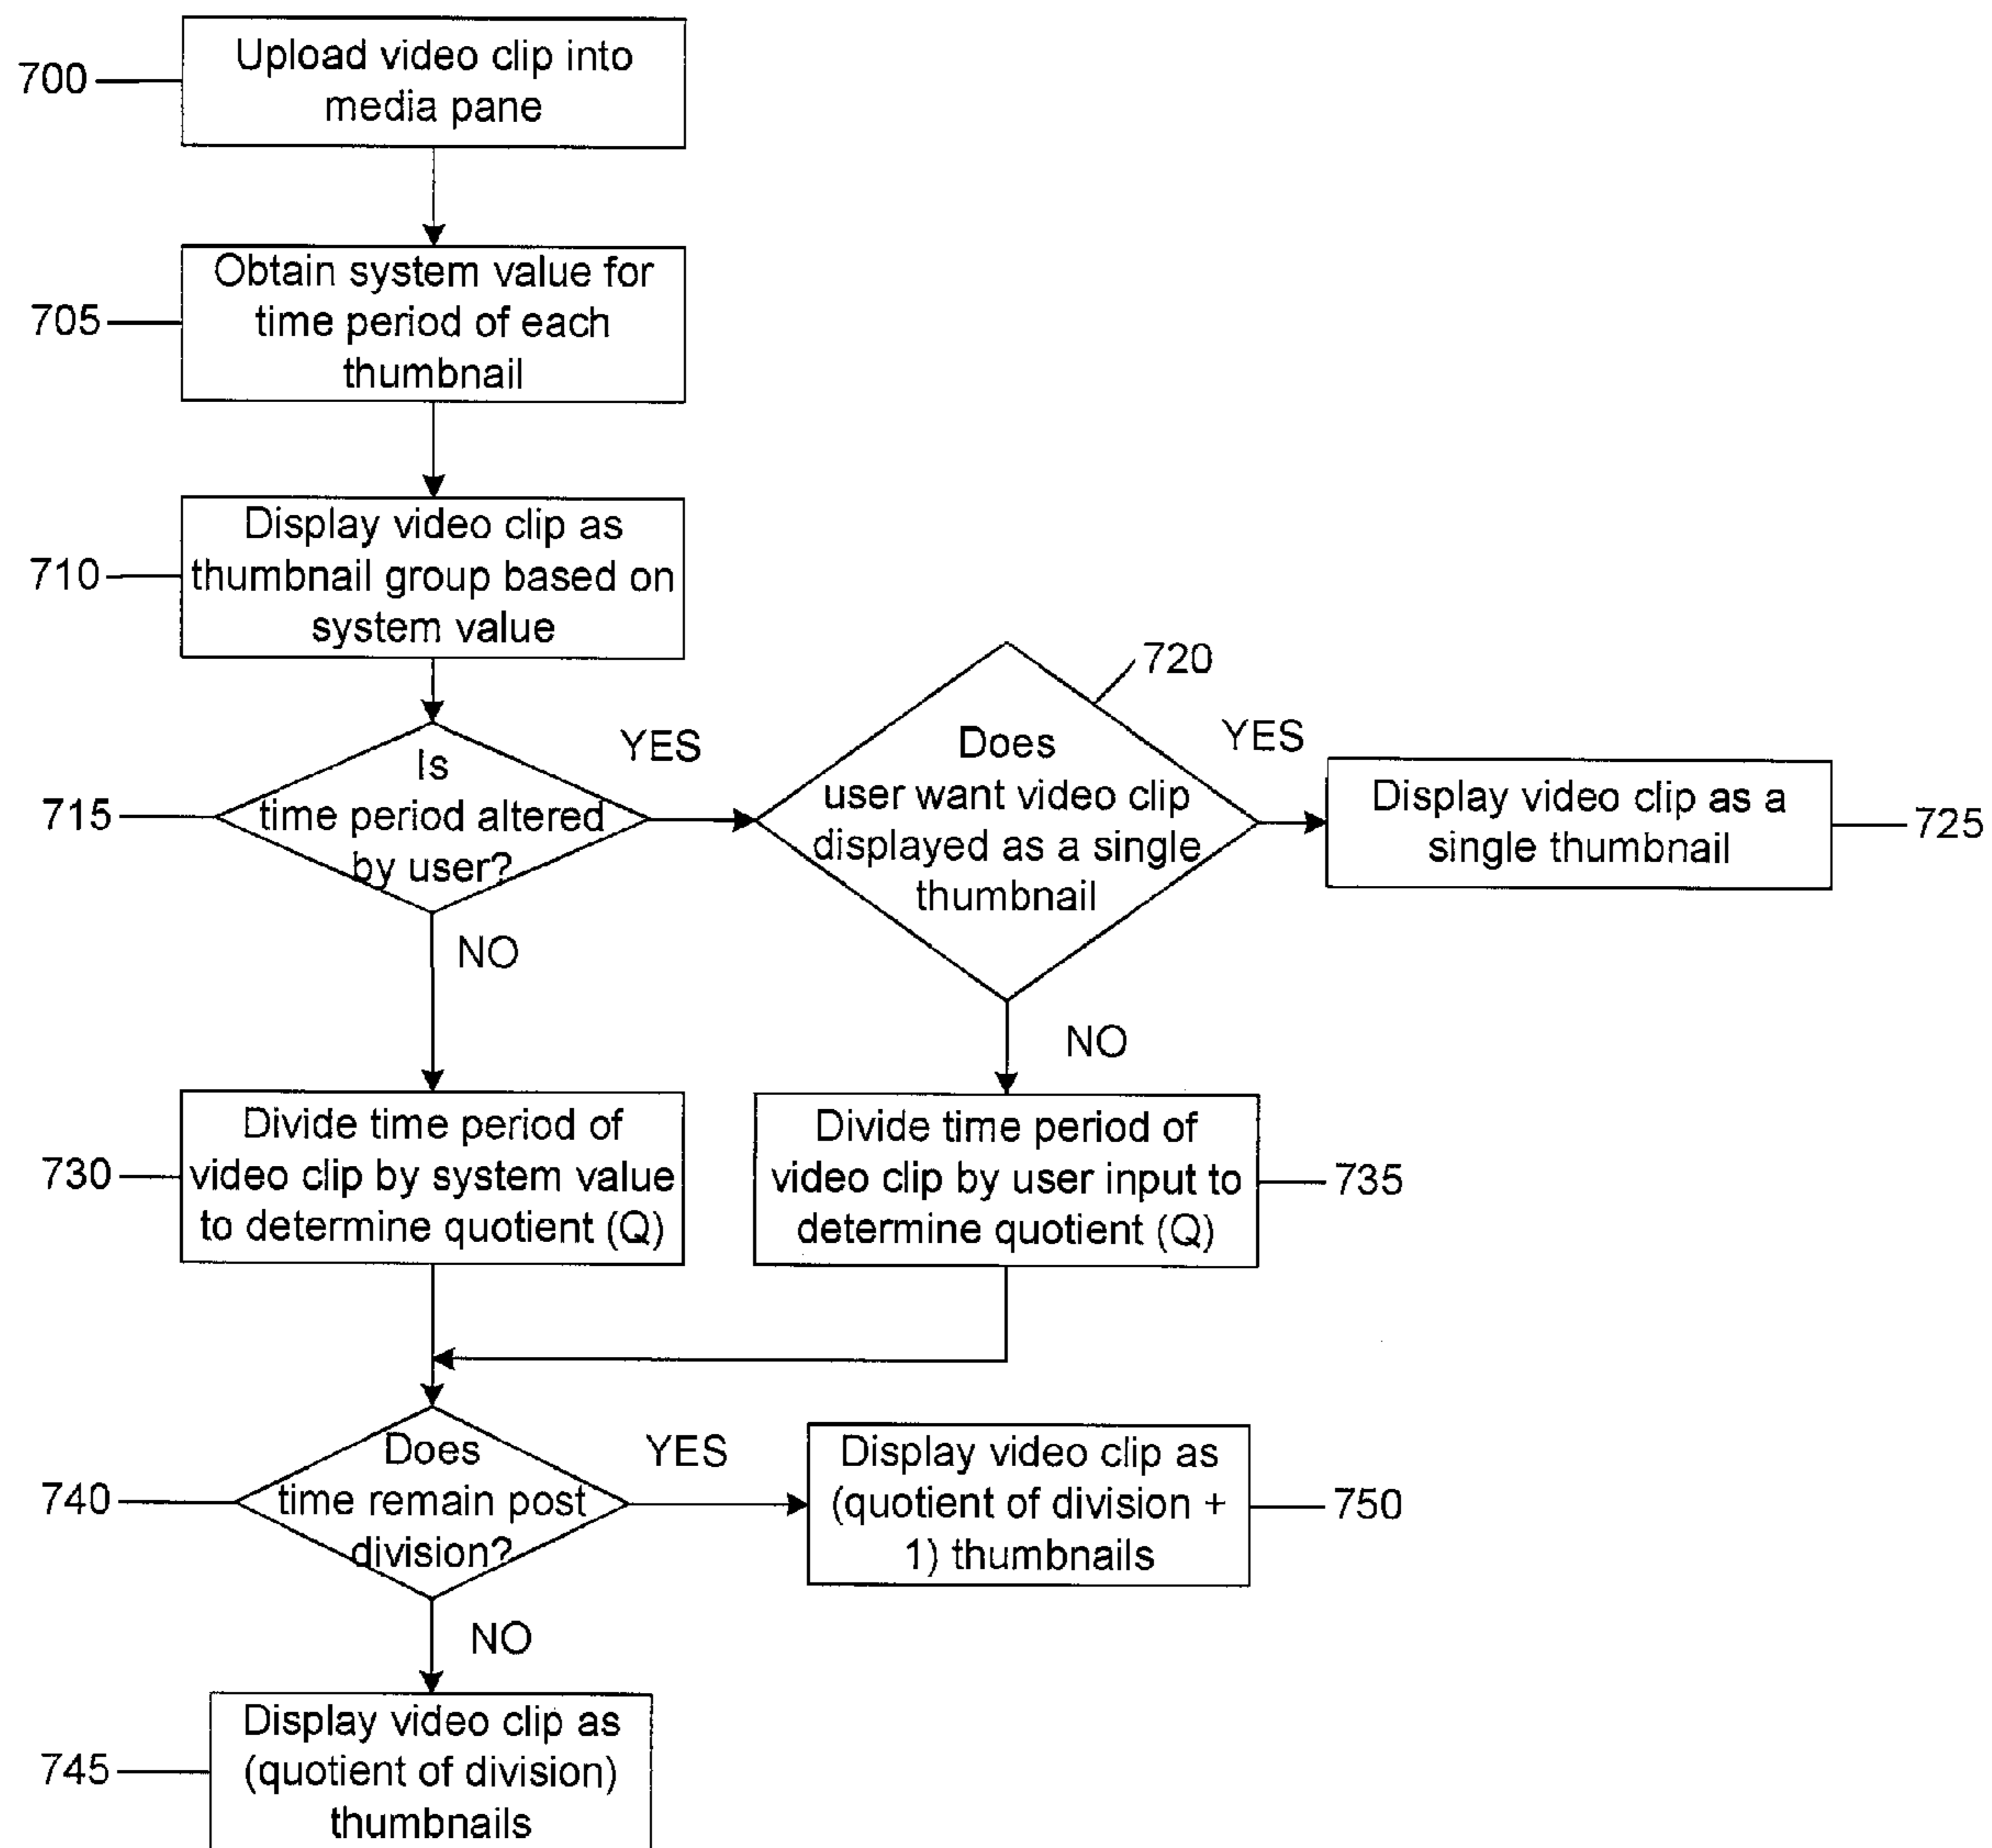 700
Upload video clip into
media pane
705
Obtain system value for
time period of each
thumbnail
710
Display video clip as
thumbnail group based on
system value
715
Is
time period altered
by user?
YES
NO
720
Does
user want video clip
displayed as a single
thumbnail
YES
NO
Display video clip as a
single thumbnail
725
730
Divide time period of
video clip by system value
to determine quotient (Q)
Divide time period of
video clip by user input to
determine quotient (Q)
735
740
Does
time remain post
division?
YES
NO
Display video clip as
(quotient of division +
1) thumbnails
750
745
Display video clip as
(quotient of division)
thumbnails